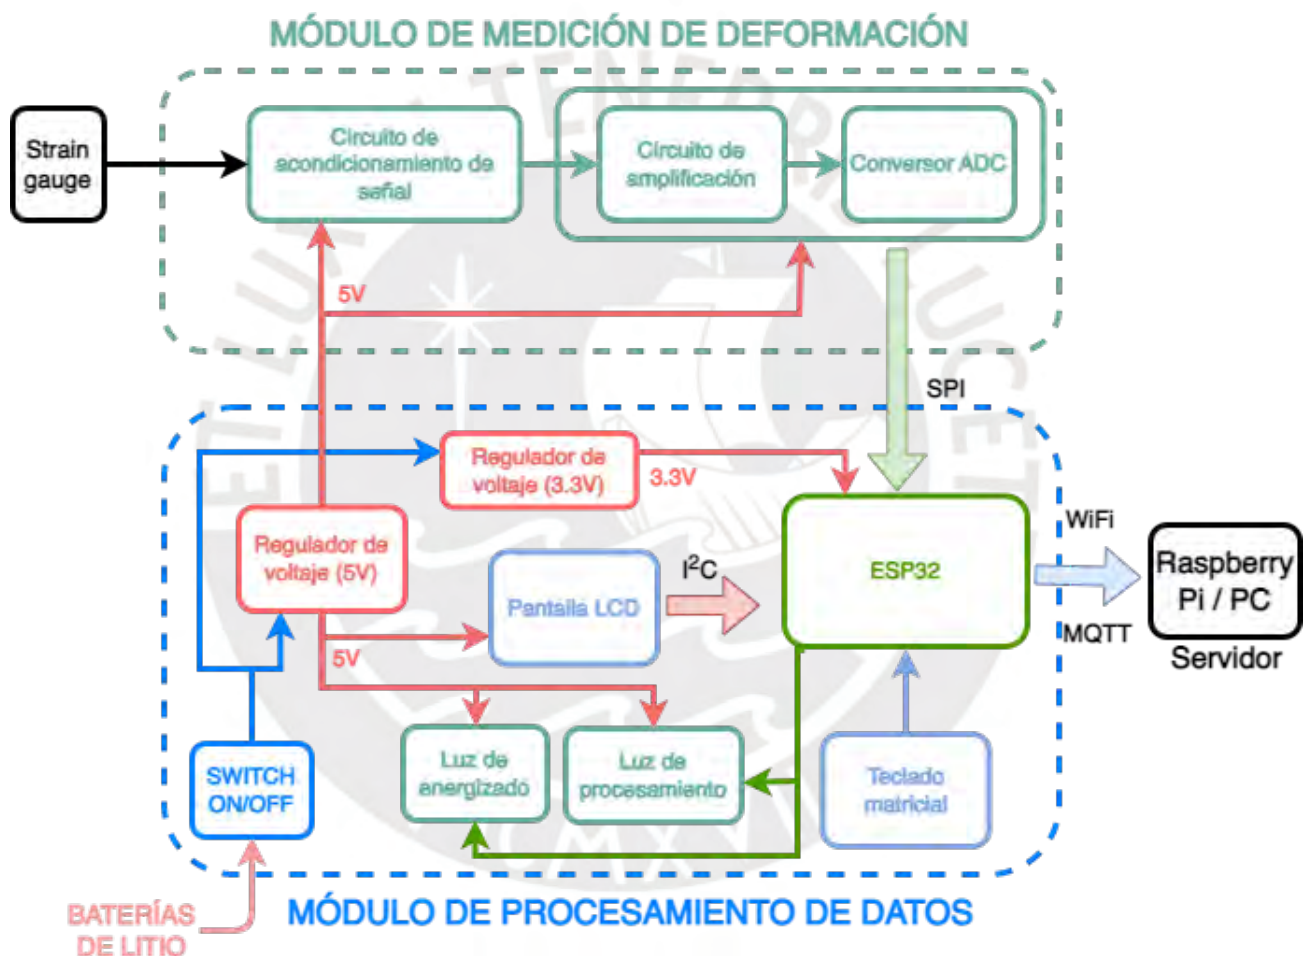 MÓDULO DE MEDICIÓN DE DEFORMACIÓN
Strain
gauge
Circuito de
acondicionamiento de
señal
Circuito de
amplificación
Conversor ADC
5V
SPI
Regulador de
voltaje (3.3V)
3.3V
Regulador de
voltaje (5V)
5V
Pantalla LCD
I²C
ESP32
WiFi
MQTT
Raspberry
Pi / PC
Servidor
SWITCH
ON/OFF
Luz de
energizado
Luz de
procesamiento
Teclado
matricial
BATERÍAS
DE LITIO
MÓDULO DE PROCESAMIENTO DE DATOS